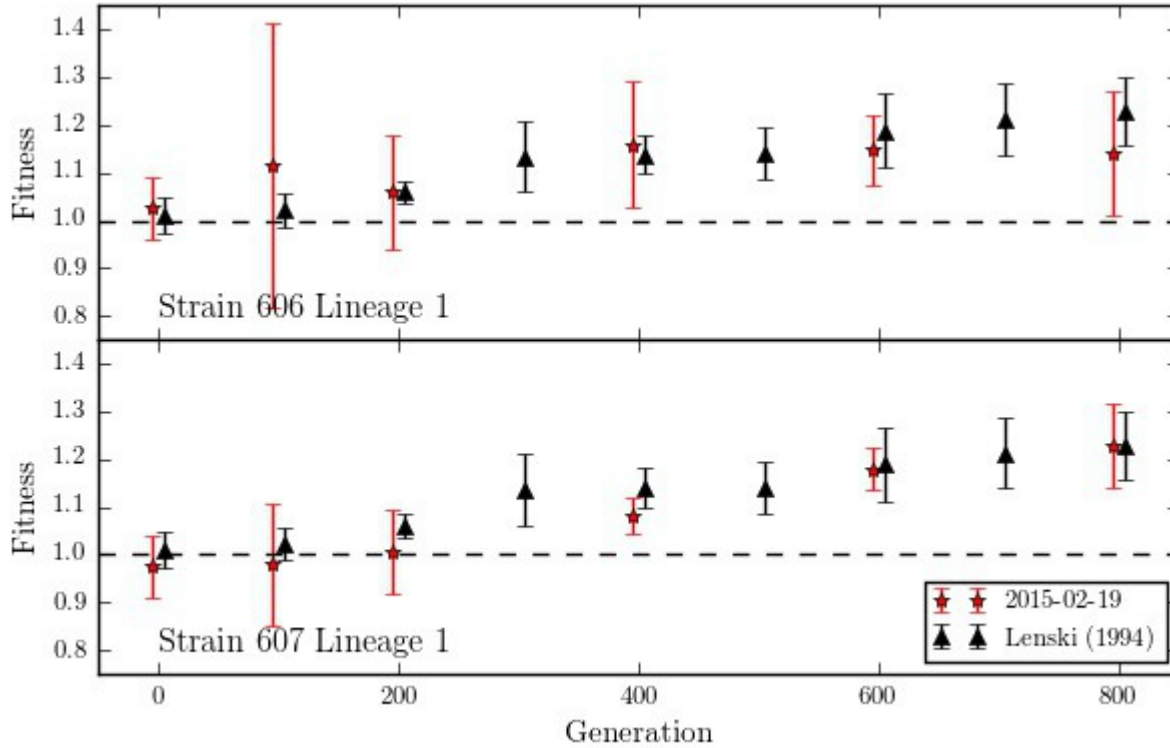 1.4
1.3
1.2
1.1
1.0
0.9
0.8
Fitness
Strain 606 Lineage 1
1.4
1.3
1.2
1.1
1.0
0.9
0.8
Fitness
Strain 607 Lineage 1
2015-02-19
Lenski (1994)
0 200 400 600 800
Generation